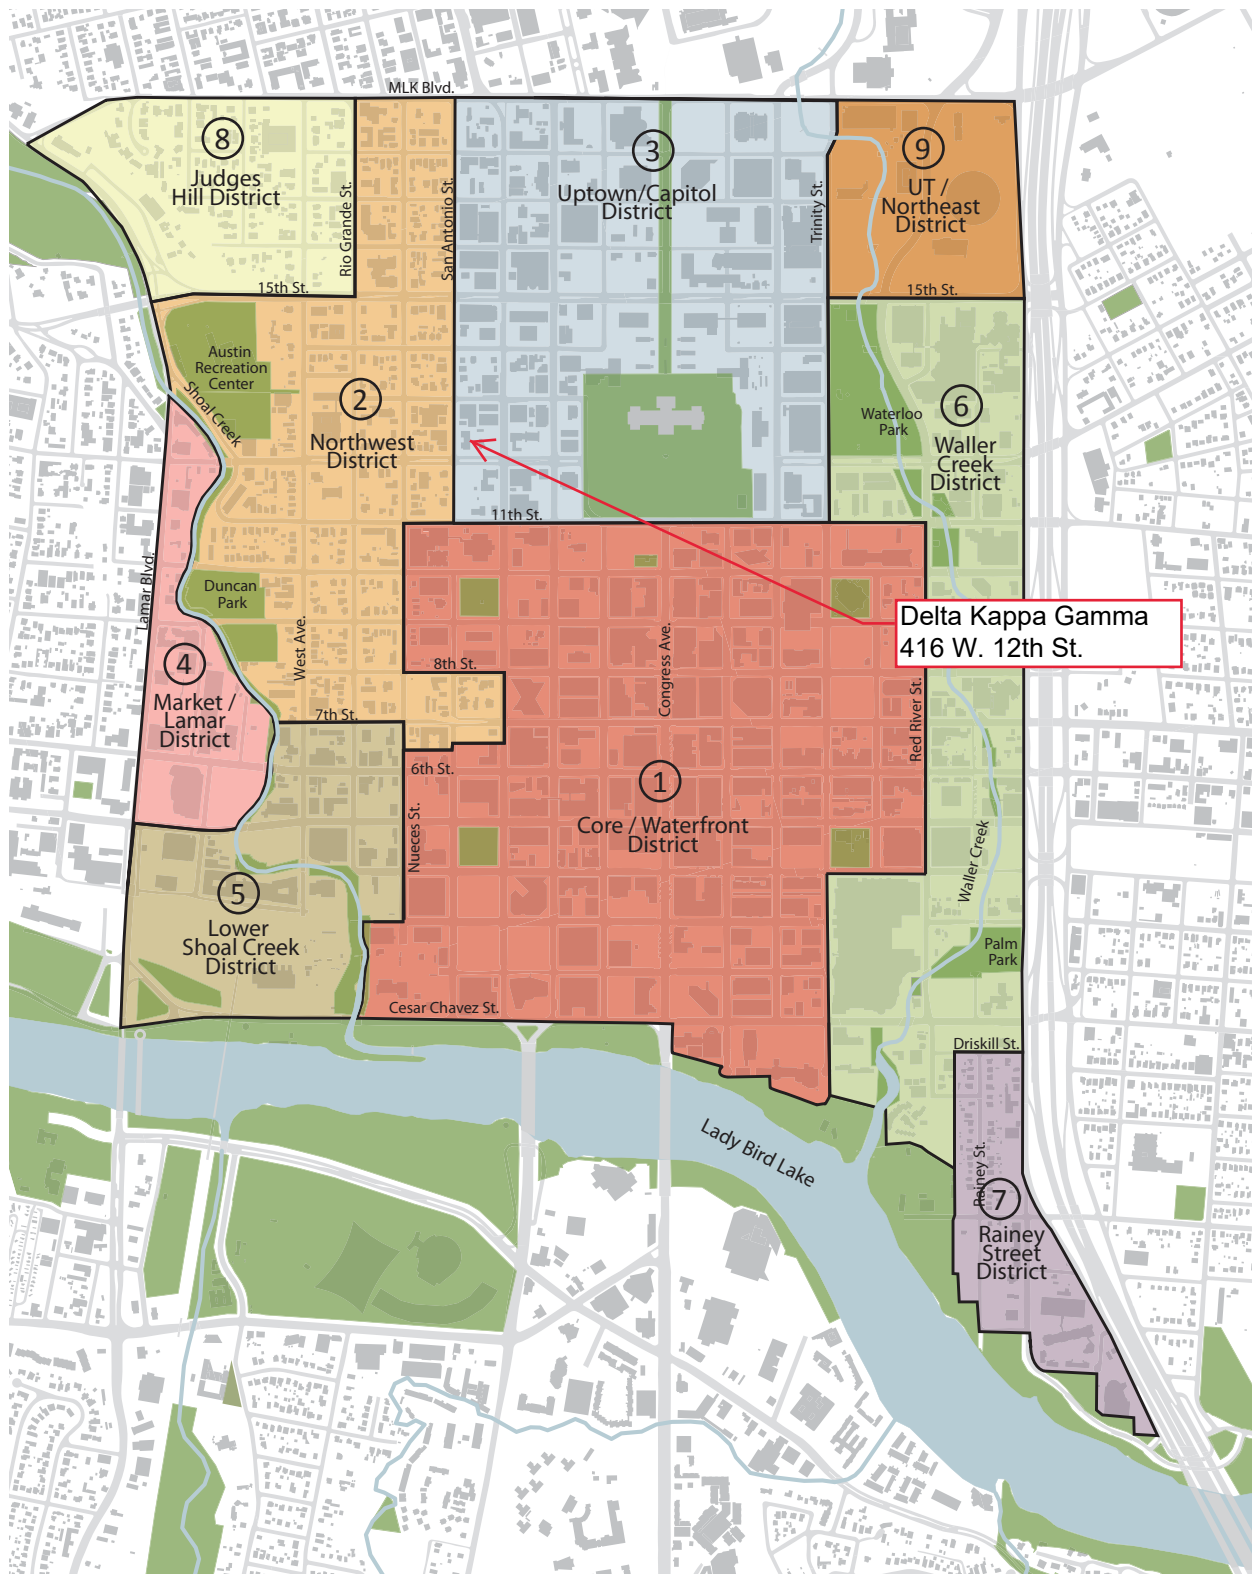 MLK Blvd.
8
Judges
Hill District
Rio Grande St.
San Antonio St.
3
Uptown/Capitol
District
Trinity St.
9
UT /
Northeast
District
15th St.
15th St.
Austin
Recreation
Center
Shoal Creek
2
Northwest
District
Waterloo
Park
6
Waller
Creek
District
11th St.
Lamar Blvd.
Duncan
Park
Delta Kappa Gamma
416 W. 12th St.
4
Market /
Lamar
District
West Ave.
8th St.
Congress Ave.
Red River St.
7th St.
6th St.
1
Core / Waterfront
District
Nueces St.
Waller Creek
5
Lower
Shoal Creek
District
Palm
Park
Cesar Chavez St.
Driskill St.
Lady Bird Lake
Rainey St.
7
Rainey
Street
District